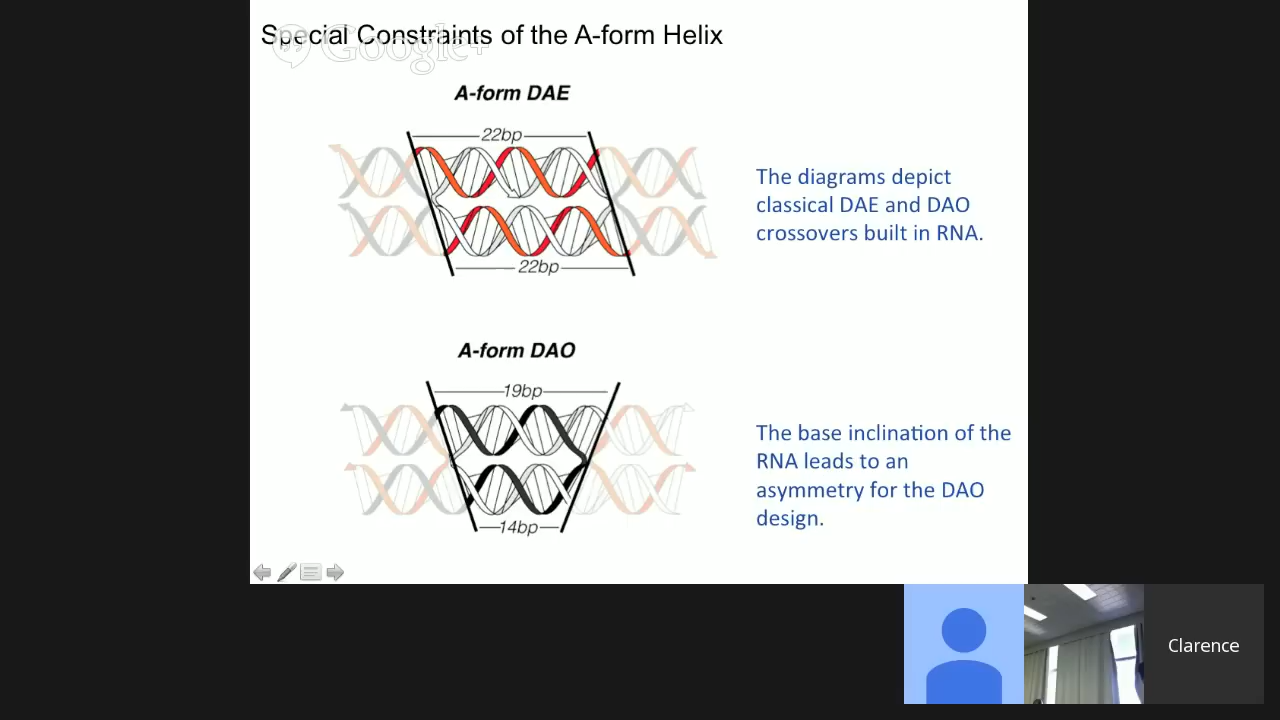 Special Constraints of the A-form Helix
Google+
A-form DAE
22bp
22bp
The diagrams depict
classical DAE and DAO
crossovers built in RNA.
A-form DAO
19bp
14bp
The base inclination of the
RNA leads to an
asymmetry for the DAO
design.
Clarence